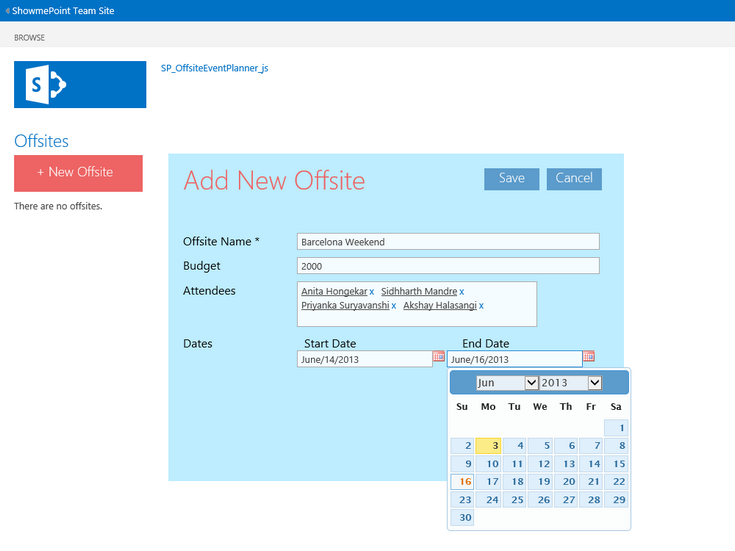 ShowmePoint Team Site
BROWSE
S
SP_OffsiteEventPlanner_js
Offsites
+ New Offsite
There are no offsites.
Add New Offsite
Save Cancel
Offsite Name * Barcelona Weekend
Budget 2000
Attendees Anita Hongekar x Sidhharth Mandre x
Priyanka Suryavanshi x Akshay Halasangi x
Dates Start Date End Date
June/14/2013 June/16/2013
Jun 2013
Su Mo Tu We Th Fr Sa
1
2 3 4 5 6 7 8
9 10 11 12 13 14 15
16 17 18 19 20 21 22
23 24 25 26 27 28 29
30